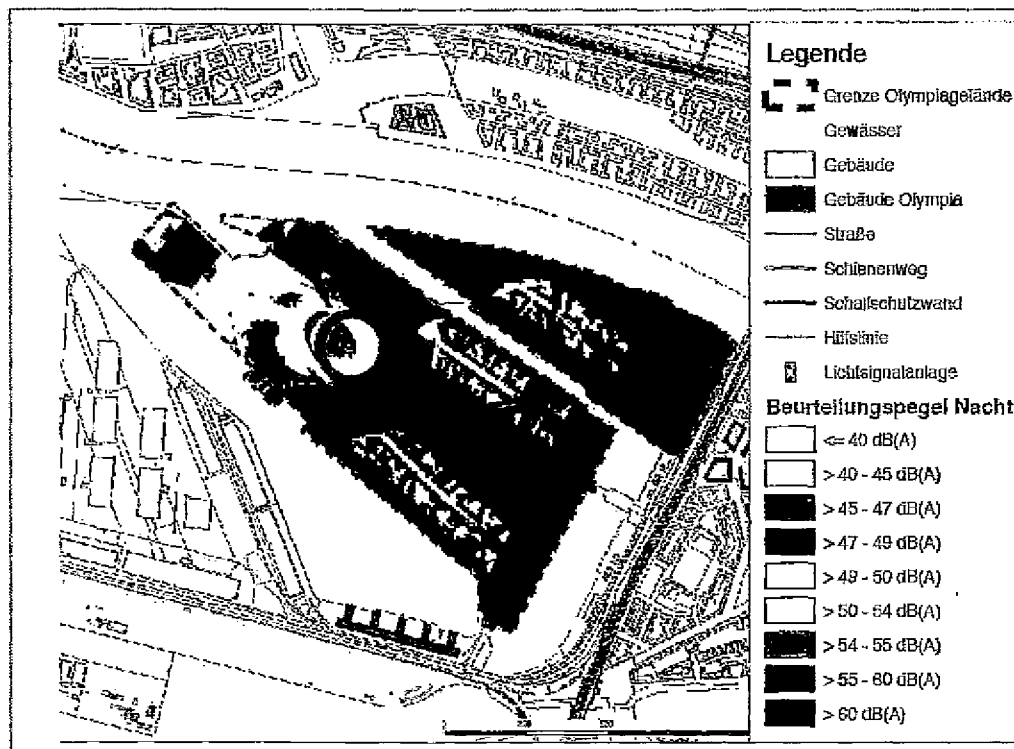 Legende
Grenze Olympiagelände
Gewässer
Gebäude
Gebäude Olympia
Straße
Schienenweg
Schallschutzwand
Hilfslinie
Lichtsignalanlage
Beurteilungspegel Nacht
<= 40 dB(A)
> 40 - 45 dB(A)
> 45 - 47 dB(A)
> 47 - 49 dB(A)
> 49 - 50 dB(A)
> 50 - 54 dB(A)
> 54 - 55 dB(A)
> 55 - 60 dB(A)
> 60 dB(A)